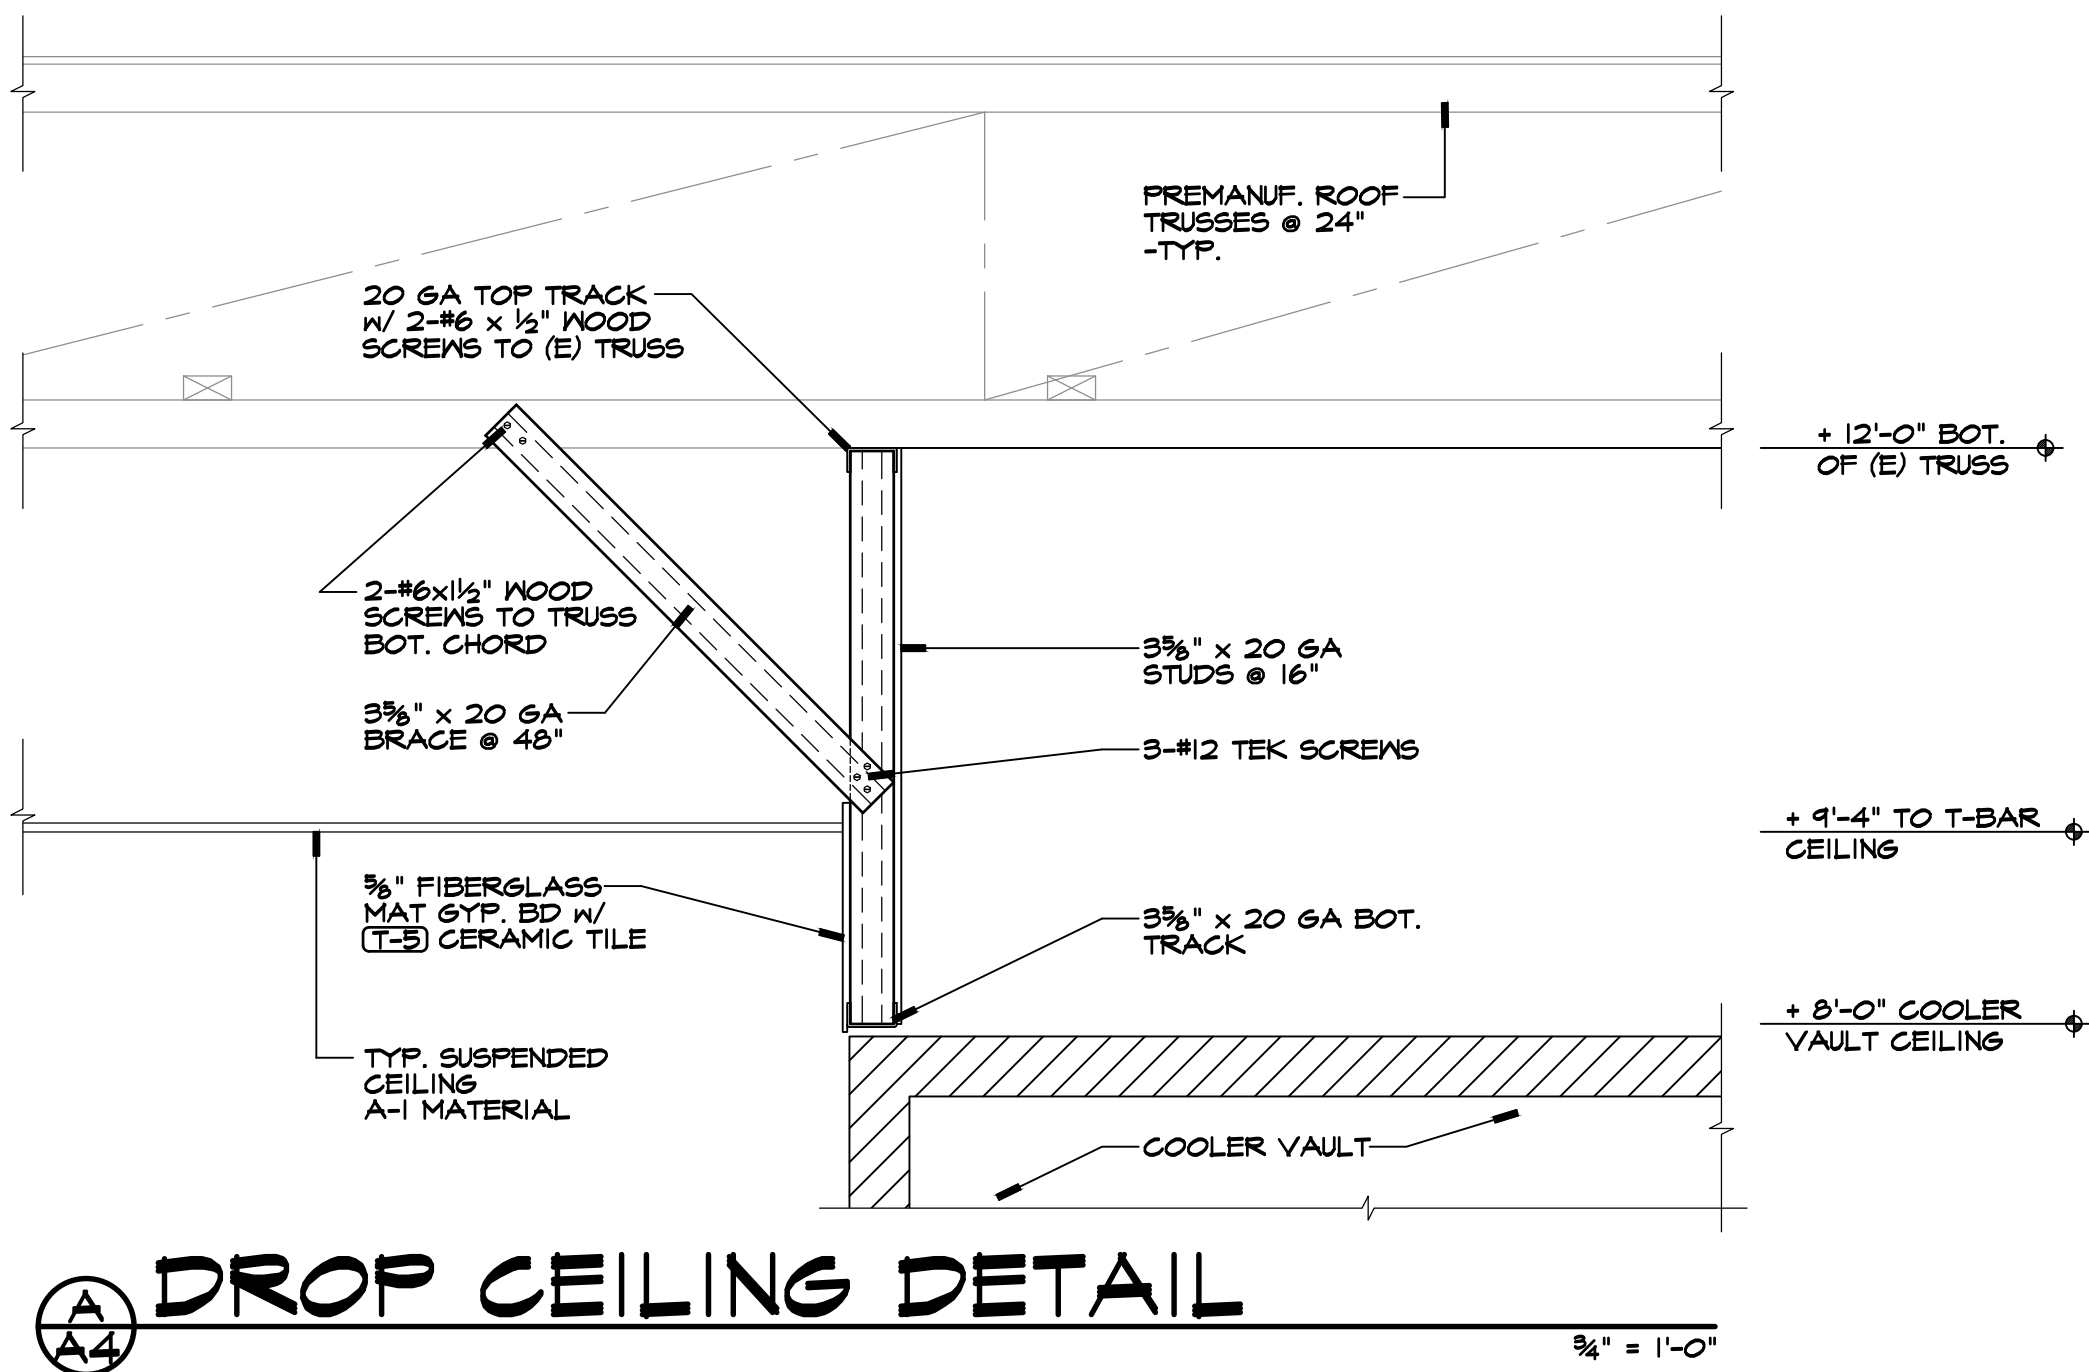 PREMANUF. ROOF
TRUSSES @ 24"
-TYP.
20 GA TOP TRACK
w/ 2-#6 x ½" WOOD
SCREWS TO (E) TRUSS
+ 12'-0" BOT.
OF (E) TRUSS
2-#6x1½" WOOD
SCREWS TO TRUSS
BOT. CHORD
3⅝" x 20 GA
STUDS @ 16"
3⅝" x 20 GA
BRACE @ 48"
3-#12 TEK SCREWS
+ 9'-4" TO T-BAR
CEILING
⅝" FIBERGLASS
MAT GYP. BD w/
T-5 CERAMIC TILE
3⅝" x 20 GA BOT.
TRACK
+ 8'-0" COOLER
VAULT CEILING
TYP. SUSPENDED
CEILING
A-1 MATERIAL
COOLER VAULT
A
A4
DROP CEILING DETAIL
¾" = 1'-0"